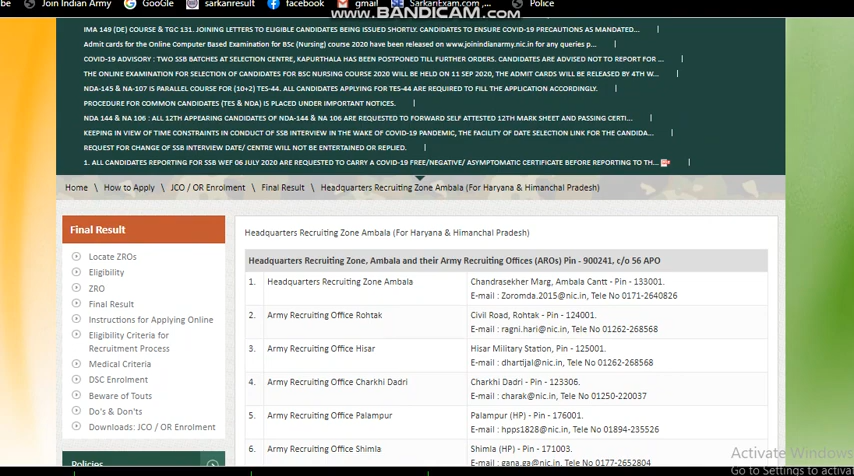 be Join Indian Army GooGle sarkariresult facebook gmail SarkariExam.com ,... Police
www.BANDICAM.com
IMA 149 (DE) COURSE & TGC 131. JOINING LETTERS TO ELIGIBLE CANDIDATES BEING ISSUED SHORTLY. CANDIDATES TO ENSURE COVID-19 PRECAUTIONS AS MANDATED...
Admit cards for the Online Computer Based Examination for BSc (Nursing) course 2020 have been released on www.joinindianarmy.nic.in for any queries p...
COVID-19 ADVISORY : TWO SSB BATCHES AT SELECTION CENTRE, KAPURTHALA HAS BEEN POSTPONED TILL FURTHER ORDERS. CANDIDATES ARE ADVISED NOT TO REPORT FOR ...
THE ONLINE EXAMINATION FOR SELECTION OF CANDIDATES FOR BSC NURSING COURSE 2020 WILL BE HELD ON 11 SEP 2020, THE ADMIT CARDS WILL BE RELEASED BY 4TH W...
NDA-145 & NA-107 IS PARALLEL COURSE FOR (10+2) TES-44. ALL CANDIDATES APPLYING FOR TES-44 ARE REQUIRED TO FILL THE APPLICATION ACCORDINGLY.
PROCEDURE FOR COMMON CANDIDATES (TES & NDA) IS PLACED UNDER IMPORTANT NOTICES.
NDA 144 & NA 106 : ALL 12TH APPEARING CANDIDATES OF NDA-144 & NA 106 ARE REQUESTED TO FORWARD SELF ATTESTED 12TH MARK SHEET AND PASSING CERTI...
KEEPING IN VIEW OF TIME CONSTRAINTS IN CONDUCT OF SSB INTERVIEW IN THE WAKE OF COVID-19 PANDEMIC, THE FACILITY OF DATE SELECTION LINK FOR THE CANDIDA...
REQUEST FOR CHANGE OF SSB INTERVIEW DATE/ CENTRE WILL NOT BE ENTERTAINED OR REPLIED.
1. ALL CANDIDATES REPORTING FOR SSB WEF 06 JULY 2020 ARE REQUESTED TO CARRY A COVID-19 FREE/NEGATIVE/ ASYMPTOMATIC CERTIFICATE BEFORE REPORTING TO TH...
Home \ How to Apply \ JCO / OR Enrolment \ Final Result \ Headquarters Recruiting Zone Ambala (For Haryana & Himanchal Pradesh)
Final Result
Locate ZROs
Eligibility
ZRO
Final Result
Instructions for Applying Online
Eligibility Criteria for
Recruitment Process
Medical Criteria
DSC Enrolment
Beware of Touts
Do's & Don'ts
Downloads: JCO / OR Enrolment
Policies
Headquarters Recruiting Zone Ambala (For Haryana & Himanchal Pradesh)
Headquarters Recruiting Zone, Ambala and their Army Recruiting Offices (AROs) Pin - 900241, c/o 56 APO
1. Headquarters Recruiting Zone Ambala Chandrasekher Marg, Ambala Cantt - Pin - 133001.
E-mail : Zoromda.2015@nic.in, Tele No 0171-2640826
2. Army Recruiting Office Rohtak Civil Road, Rohtak - Pin - 124001.
E-mail : ragni.hari@nic.in, Tele No 01262-268568
3. Army Recruiting Office Hisar Hisar Military Station, Pin - 125001.
E-mail : dhartijal@nic.in, Tele No 01262-268568
4. Army Recruiting Office Charkhi Dadri Charkhi Dadri - Pin - 123306.
E-mail : charak@nic.in, Tele No 01250-220037
5. Army Recruiting Office Palampur Palampur (HP) - Pin - 176001.
E-mail : hpps1828@nic.in, Tele No 01894-235526
6. Army Recruiting Office Shimla Shimla (HP) - Pin - 171003.
E-mail : gana.ga@nic.in, Tele No 0177-2652804
Activate Windows
Go to Settings to activat